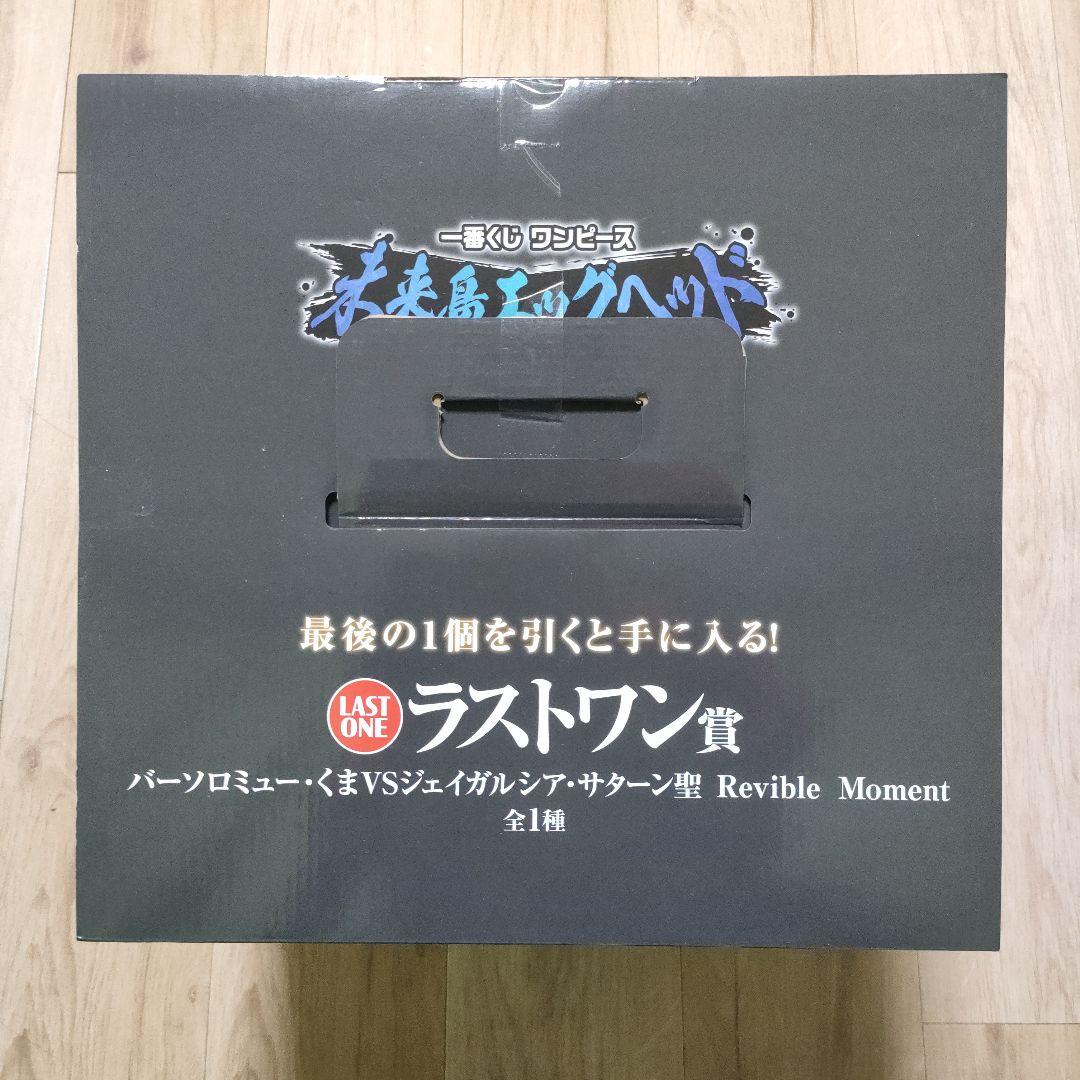 一番くじ ワンピース
未来島エッグヘッド
最後の1個を引くと手に入る!
LAST ONE ラストワン賞
バーソロミュー・くまVSジェイガルシア・サターン聖 Revible Moment
全1種